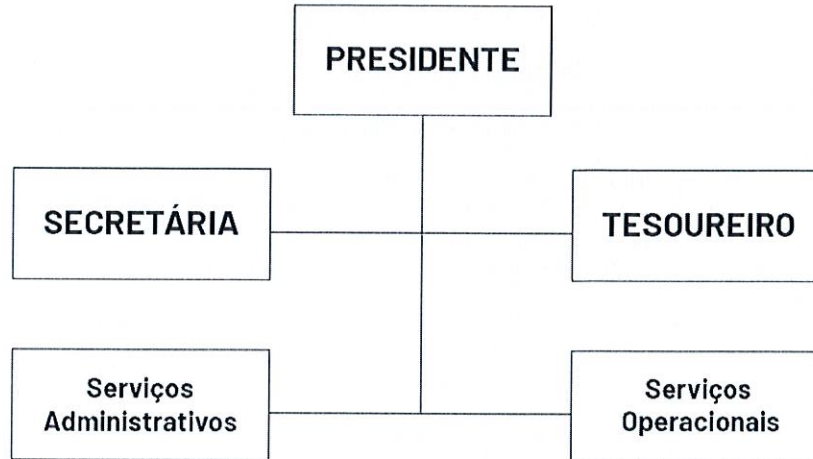 PRESIDENTE
SECRETÁRIA
TESOUREIRO
Serviços
Administrativos
Serviços
Operacionais